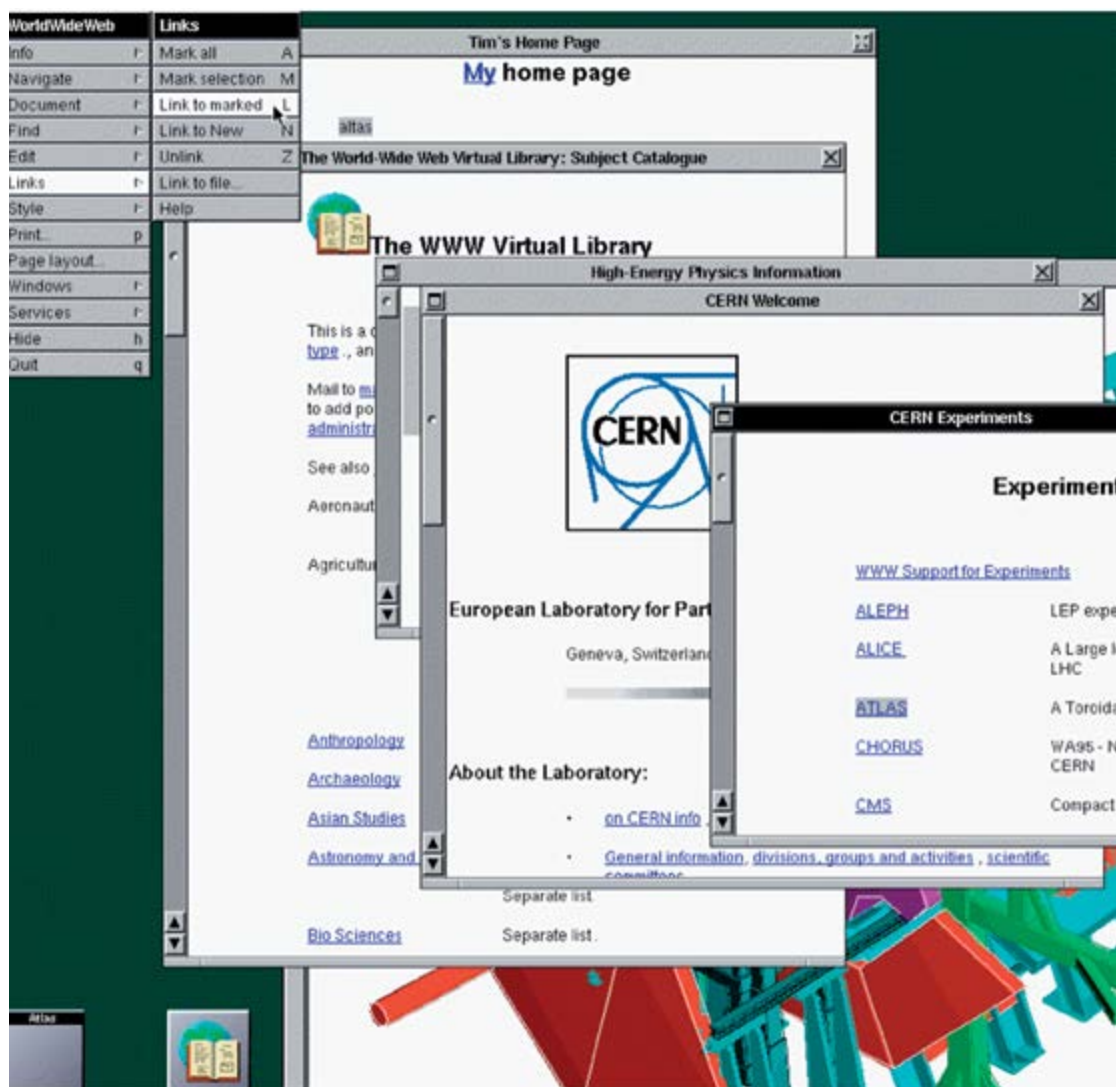 WorldWideWeb
Info
Navigate
Document
Find
Edit
Links
Style
Print... p
Page layout...
Windows
Services
Hide h
Quit q
Links
Mark all A
Mark selection M
Link to marked L
Link to New N
Unlink Z
Link to file...
Help
Tim's Home Page
My home page
altas
The World-Wide Web Virtual Library: Subject Catalogue
The WWW Virtual Library
This is a
type ., an
Mail to
to add po
administr
See also
Aeronaut
Agricultu
Anthropology
Archaeology
Asian Studies
Astronomy and
Separate list.
Bio Sciences Separate list.
High-Energy Physics Information
CERN Welcome
CERN
European Laboratory for Part
Geneva, Switzerland
About the Laboratory:
· on CERN info
· General information, divisions, groups and activities , scientific
CERN Experiments
Experiment
WWW Support for Experiments
ALEPH LEP expe
ALICE A Large
LHC
ATLAS A Toroida
CHORUS WA95 - N
CERN
CMS Compact
Atlas